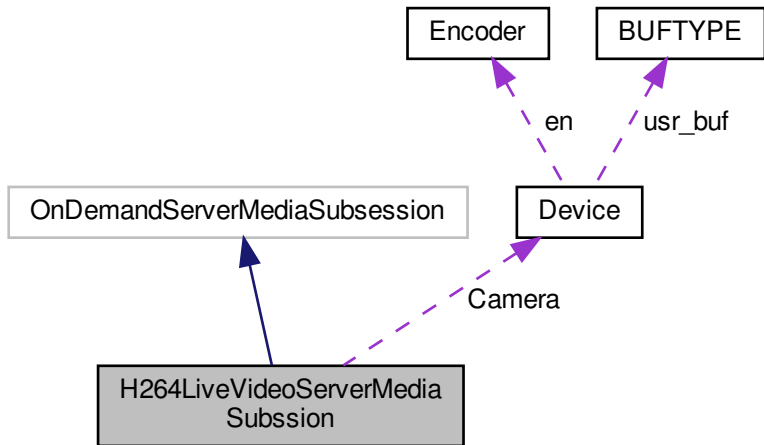 Encoder
BUFTYPE
en
usr_buf
OnDemandServerMediaSubsession
Device
Camera
H264LiveVideoServerMedia
Subssion